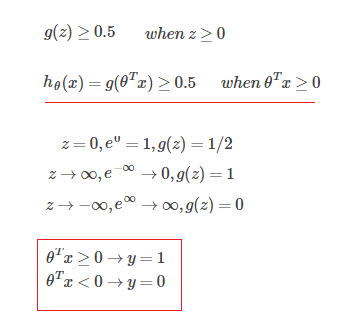 g(z) ≥ 0.5 when z ≥ 0
h_θ(x) = g(θ^T x) ≥ 0.5 when θ^T x ≥ 0
z = 0, e^0 = 1, g(z) = 1/2
z → ∞, e^{−∞} → 0, g(z) = 1
z → −∞, e^∞ → ∞, g(z) = 0
θ^T x ≥ 0 → y = 1
θ^T x < 0 → y = 0